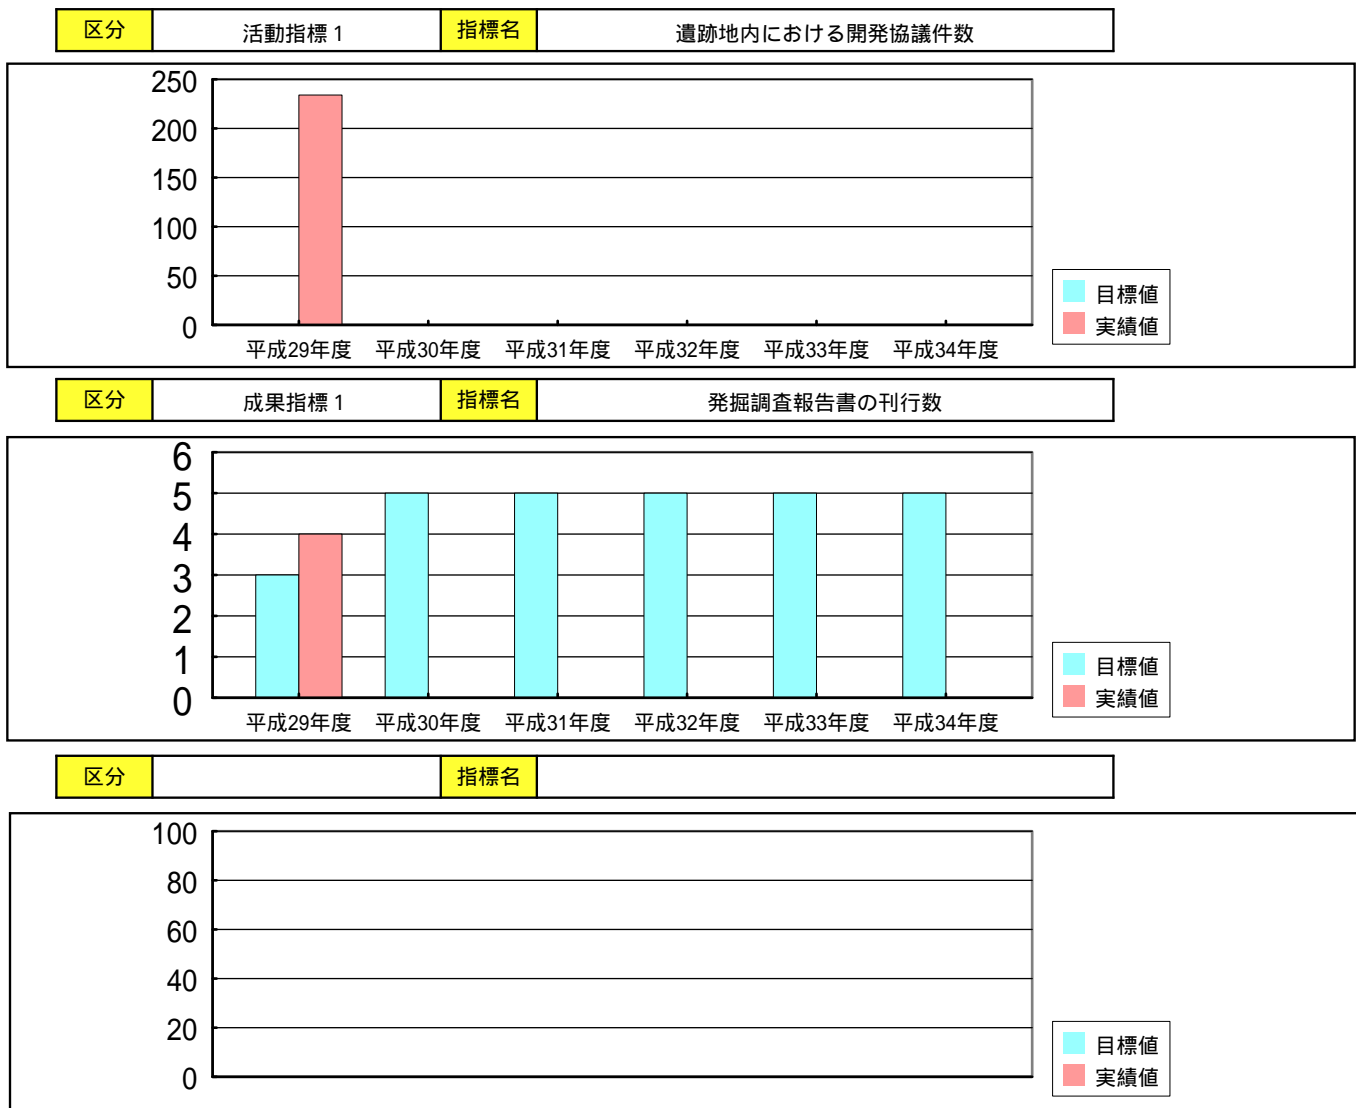 区分 活動指標1 指標名 遺跡地内における開発協議件数
250
200
150
100
50
0
平成29年度 平成30年度 平成31年度 平成32年度 平成33年度 平成34年度
目標値
実績値
区分 成果指標1 指標名 発掘調査報告書の刊行数
6
5
4
3
2
1
0
平成29年度 平成30年度 平成31年度 平成32年度 平成33年度 平成34年度
目標値
実績値
区分 指標名
100
80
60
40
20
0
目標値
実績値